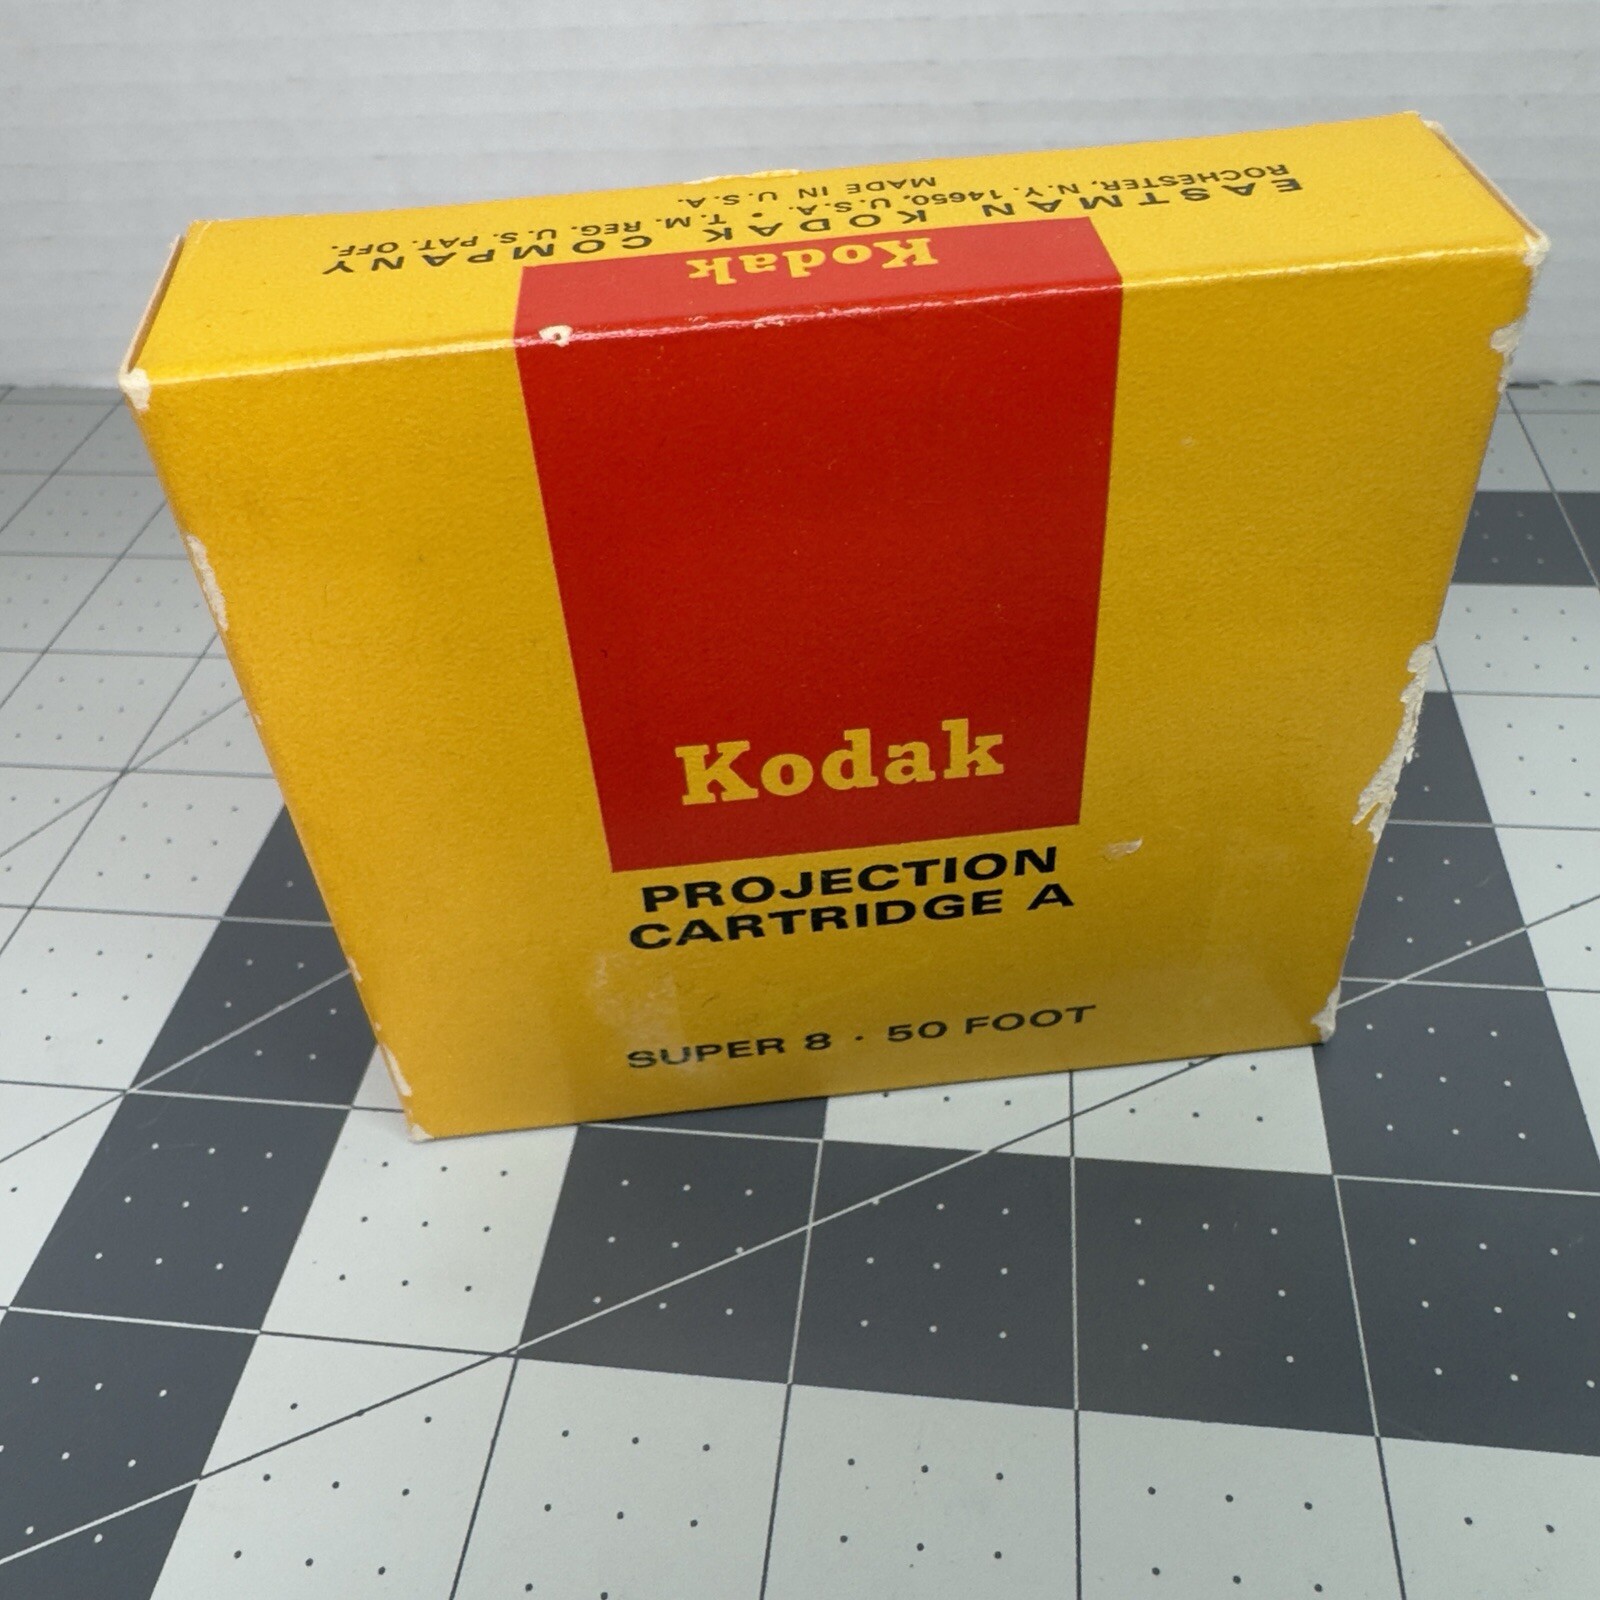 EASTMAN KODAK COMPANY
ROCHESTER, N.Y. 14650, U.S.A. • T.M. REG. U.S. PAT. OFF.
MADE IN U.S.A.
Kodak
Kodak
PROJECTION
CARTRIDGE A
SUPER 8 · 50 FOOT